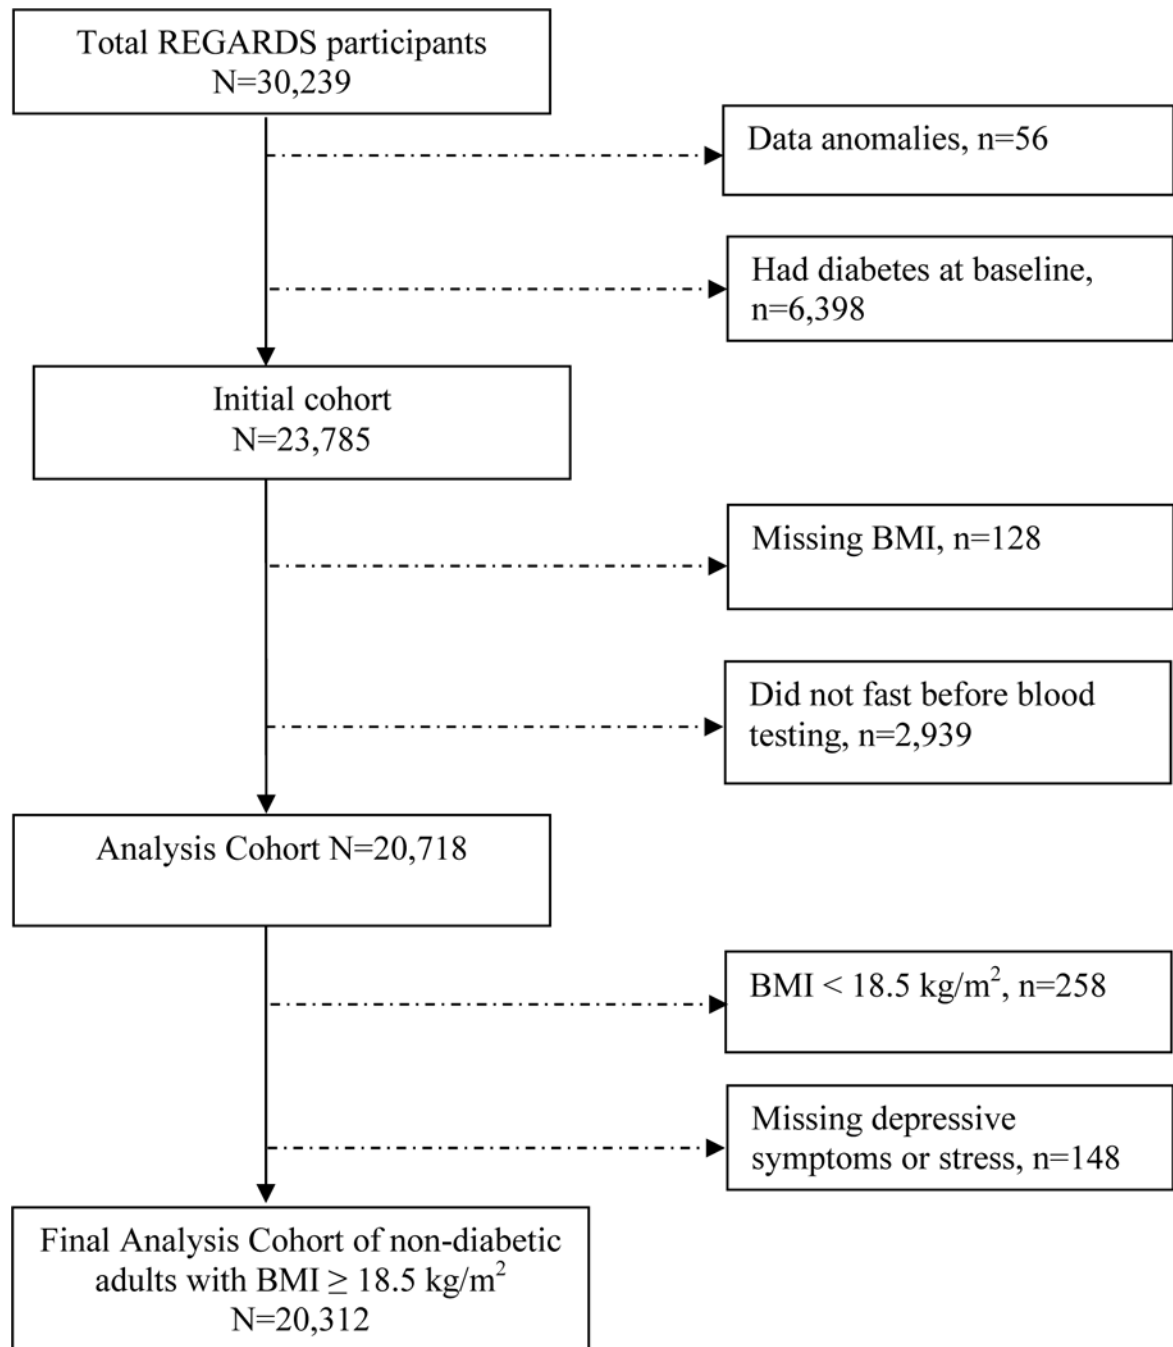 Total REGARDS participants
N=30,239
Data anomalies, n=56
Had diabetes at baseline,
n=6,398
Initial cohort
N=23,785
Missing BMI, n=128
Did not fast before blood
testing, n=2,939
Analysis Cohort N=20,718
BMI < 18.5 kg/m², n=258
Missing depressive
symptoms or stress, n=148
Final Analysis Cohort of non-diabetic
adults with BMI ≥ 18.5 kg/m²
N=20,312